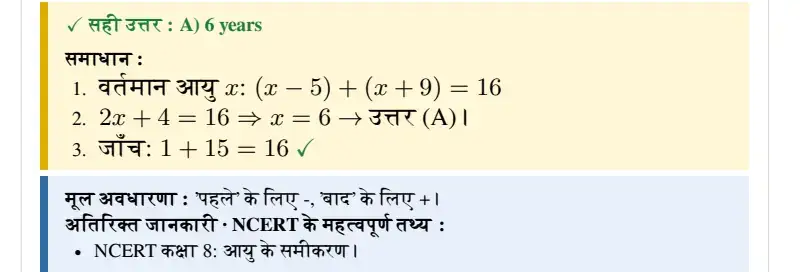 ✓ सही उत्तर : A) 6 years
समाधान :
1. वर्तमान आयु x: (x − 5) + (x + 9) = 16
2. 2x + 4 = 16 ⇒ x = 6 → उत्तर (A)।
3. जाँच: 1 + 15 = 16 ✓
मूल अवधारणा : 'पहले' के लिए -, 'बाद' के लिए +।
अतिरिक्त जानकारी · NCERT के महत्वपूर्ण तथ्य :
• NCERT कक्षा 8: आयु के समीकरण।